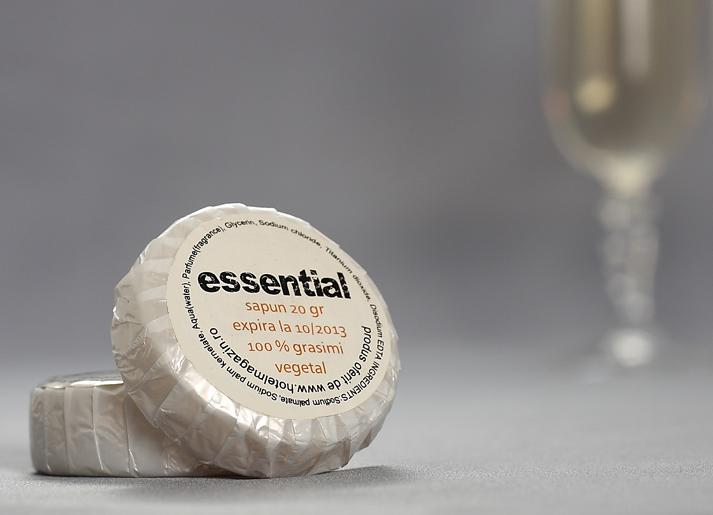 essential
sapun 20 gr
expira la 10/2013
100 % grasimi
vegetal
produs oferit de www.hotelmagazin.ro
INGREDIENTS:Sodium palmate, Sodium palm kernelate, Aqua(water), Parfume(fragrance), Glycerin, Sodium chloride, Titanium dioxide, Disodium EDTA